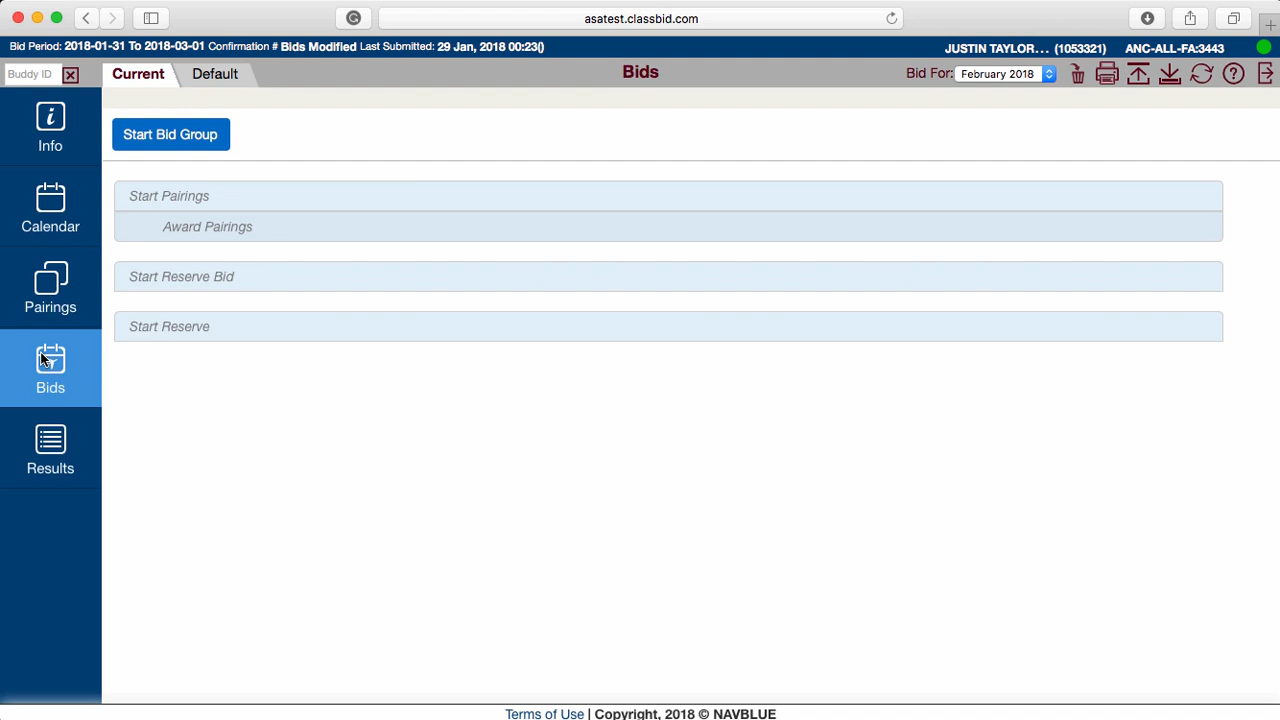 asatest.classbid.com
Bid Period: 2018-01-31 To 2018-03-01 Confirmation # Bids Modified Last Submitted: 29 Jan, 2018 00:23()
JUSTIN TAYLOR... (1053321) ANC-ALL-FA:3443
Buddy ID
Current
Default
Bids
Bid For: February 2018
Info
Calendar
Pairings
Bids
Results
Start Bid Group
Start Pairings
Award Pairings
Start Reserve Bid
Start Reserve
Terms of Use | Copyright, 2018 © NAVBLUE